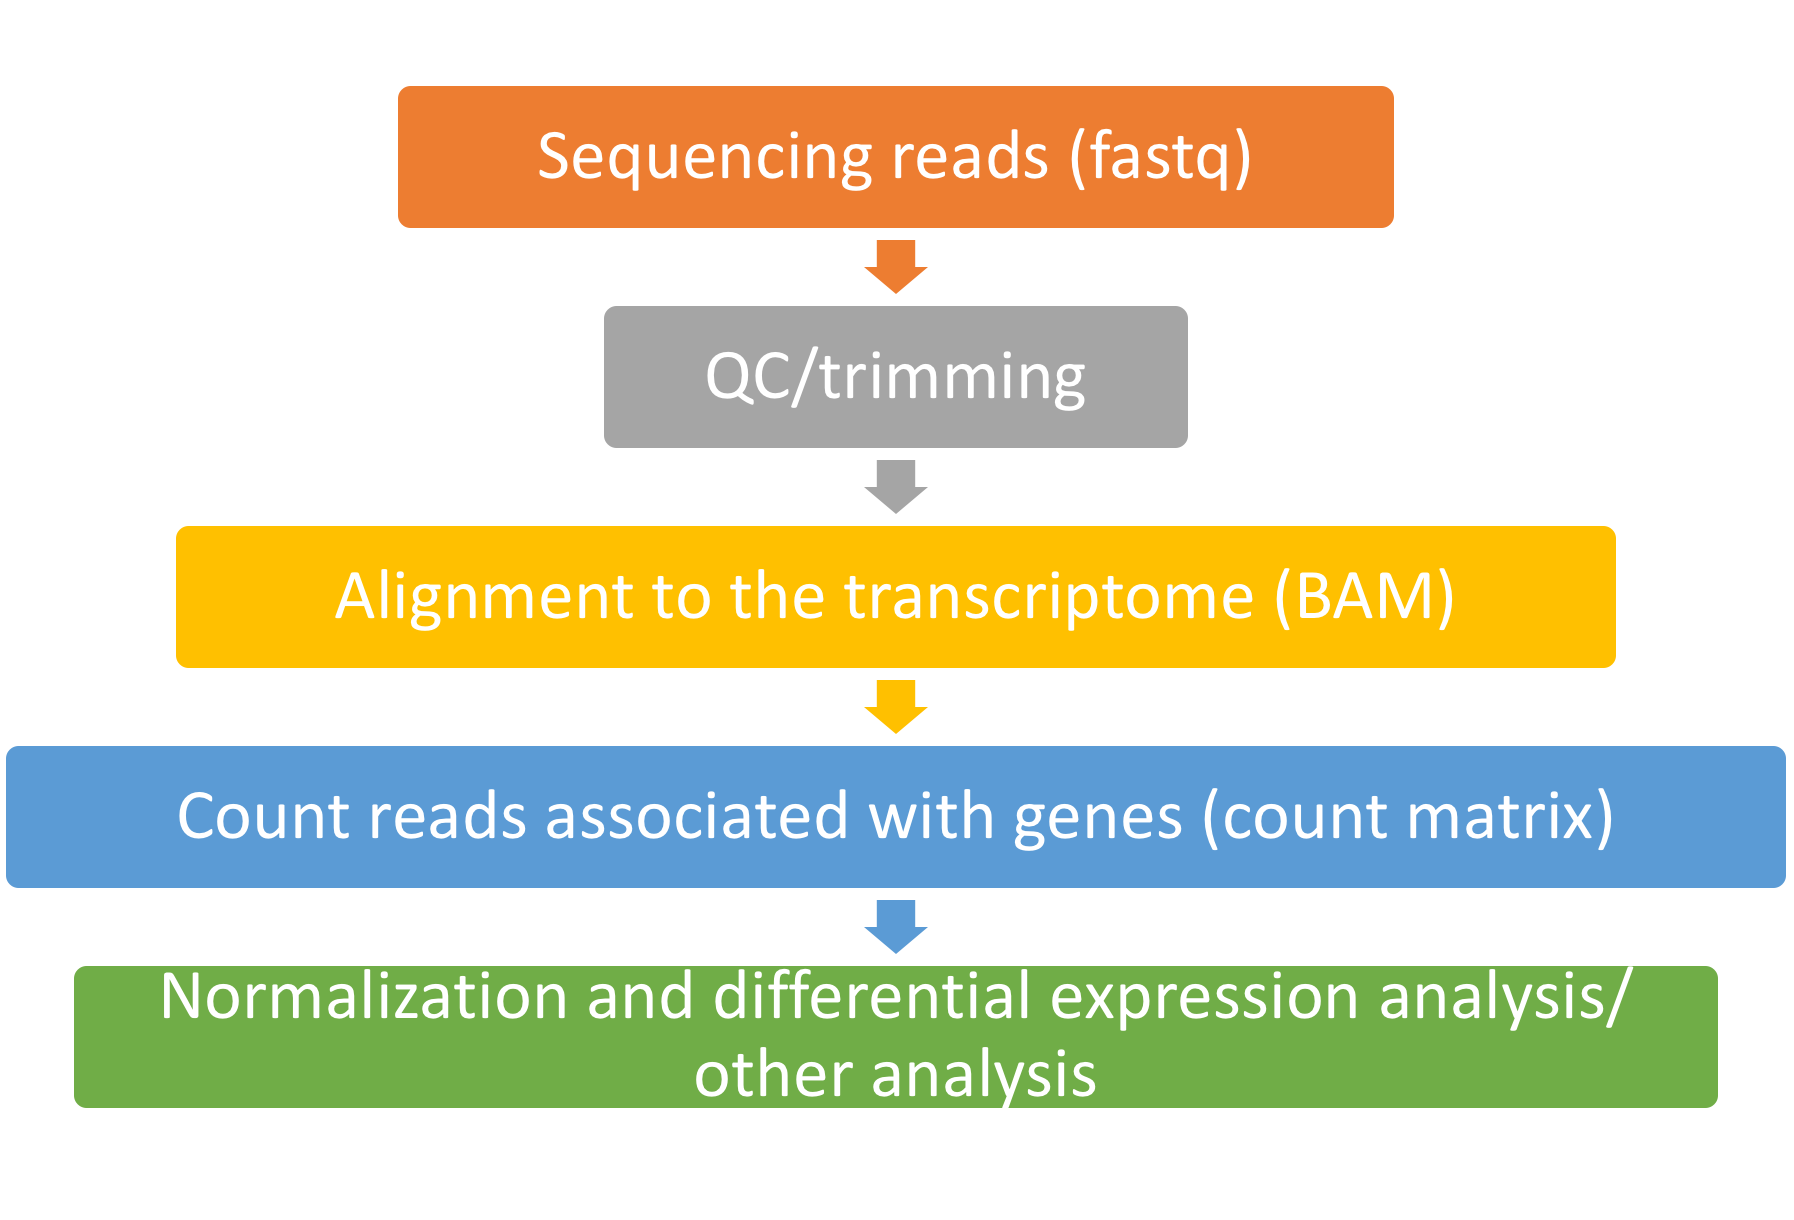 Sequencing reads (fastq)
QC/trimming
Alignment to the transcriptome (BAM)
Count reads associated with genes (count matrix)
Normalization and differential expression analysis/
other analysis